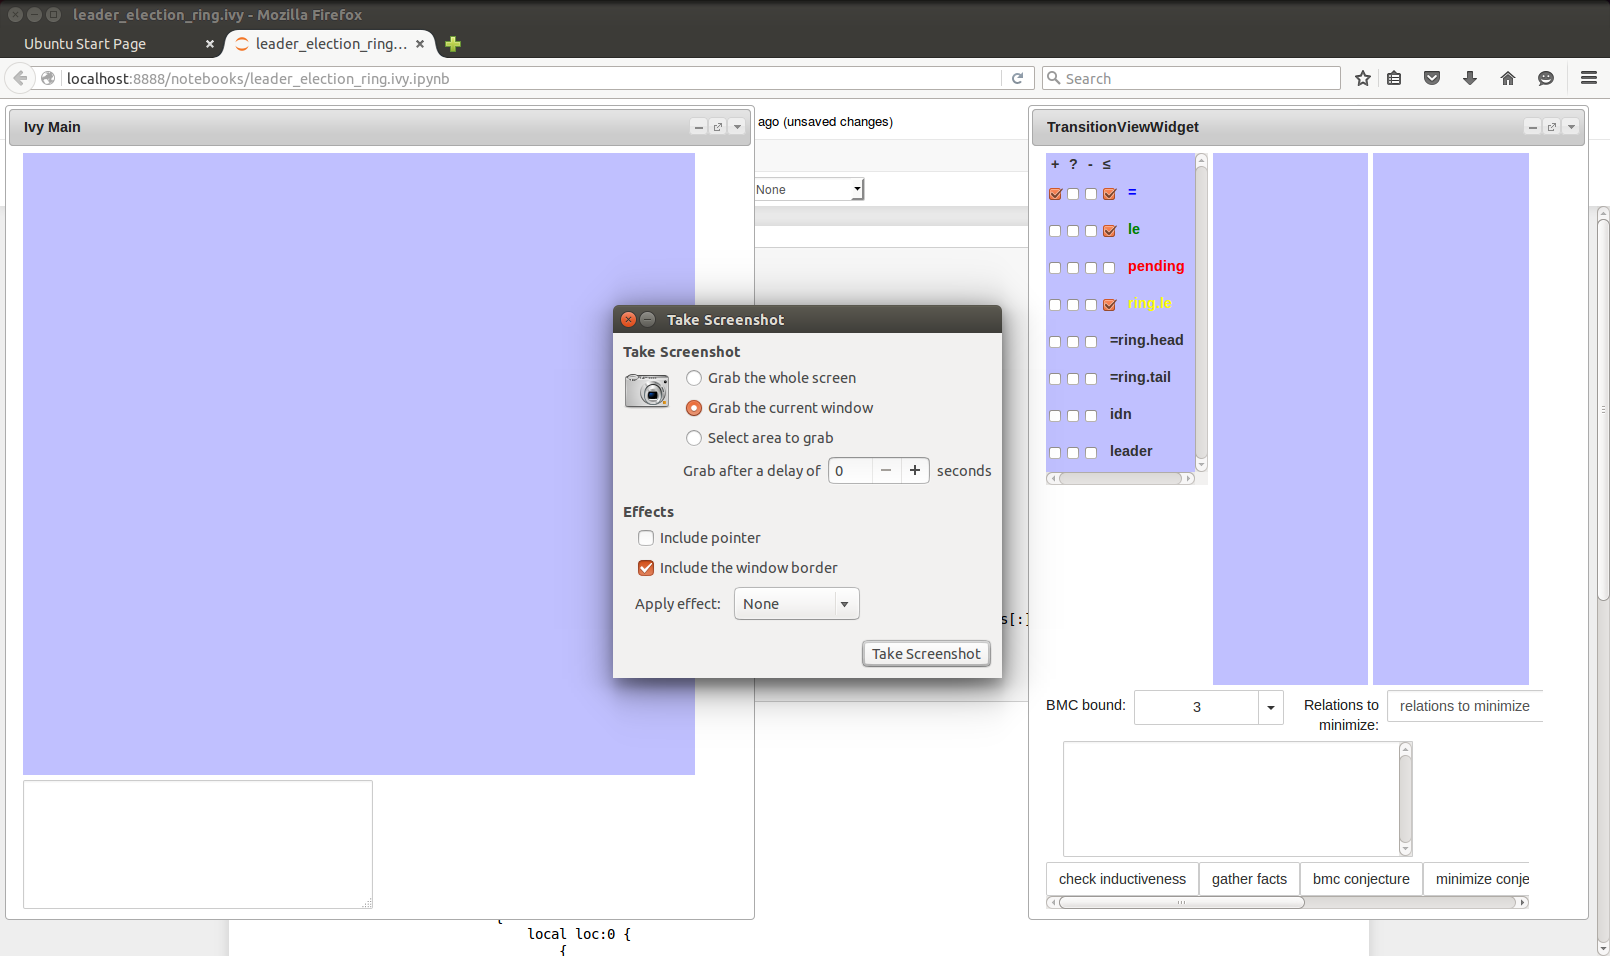 leader_election_ring.ivy - Mozilla Firefox
Ubuntu Start Page
leader_election_ring...
localhost:8888/notebooks/leader_election_ring.ivy.ipynb
Search
Ivy Main
ago (unsaved changes)
None
TransitionViewWidget
+ ? - ≤
=
le
pending
ring.le
=ring.head
=ring.tail
idn
leader
Take Screenshot
Take Screenshot
Grab the whole screen
Grab the current window
Select area to grab
Grab after a delay of 0 − + seconds
Effects
Include pointer
Include the window border
Apply effect: None
Take Screenshot
s[:]
BMC bound: 3
Relations to minimize:
relations to minimize
check inductiveness
gather facts
bmc conjecture
minimize conje
{
local loc:0 {
{